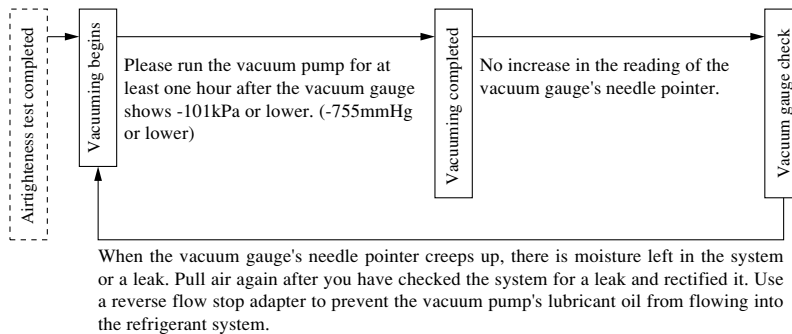 Airtighteness test completed
Vacuuming begins
Please run the vacuum pump for at
least one hour after the vacuum gauge
shows -101kPa or lower. (-755mmHg
or lower)
Vacuuming completed
No increase in the reading of the
vacuum gauge's needle pointer.
Vacuum gauge check
When the vacuum gauge's needle pointer creeps up, there is moisture left in the system
or a leak. Pull air again after you have checked the system for a leak and rectified it. Use
a reverse flow stop adapter to prevent the vacuum pump's lubricant oil from flowing into
the refrigerant system.